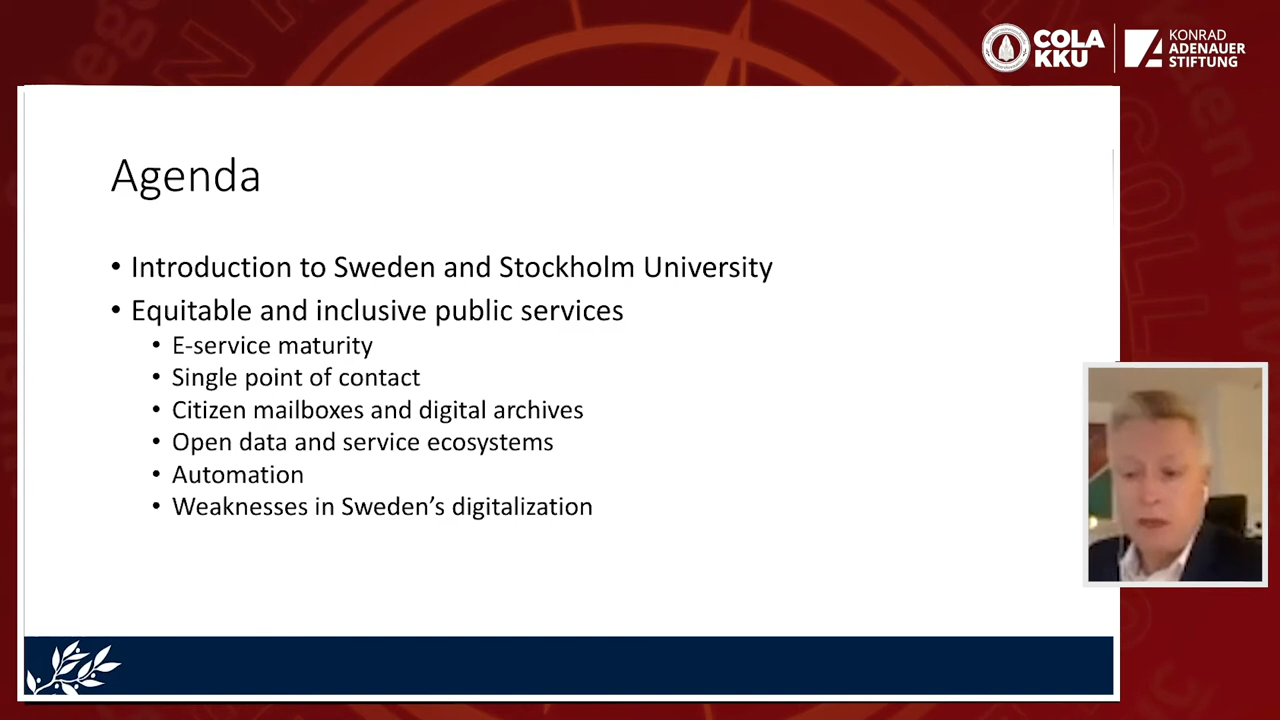 COLA
KKU
KONRAD
ADENAUER
STIFTUNG
Agenda
• Introduction to Sweden and Stockholm University
• Equitable and inclusive public services
• E-service maturity
• Single point of contact
• Citizen mailboxes and digital archives
• Open data and service ecosystems
• Automation
• Weaknesses in Sweden’s digitalization